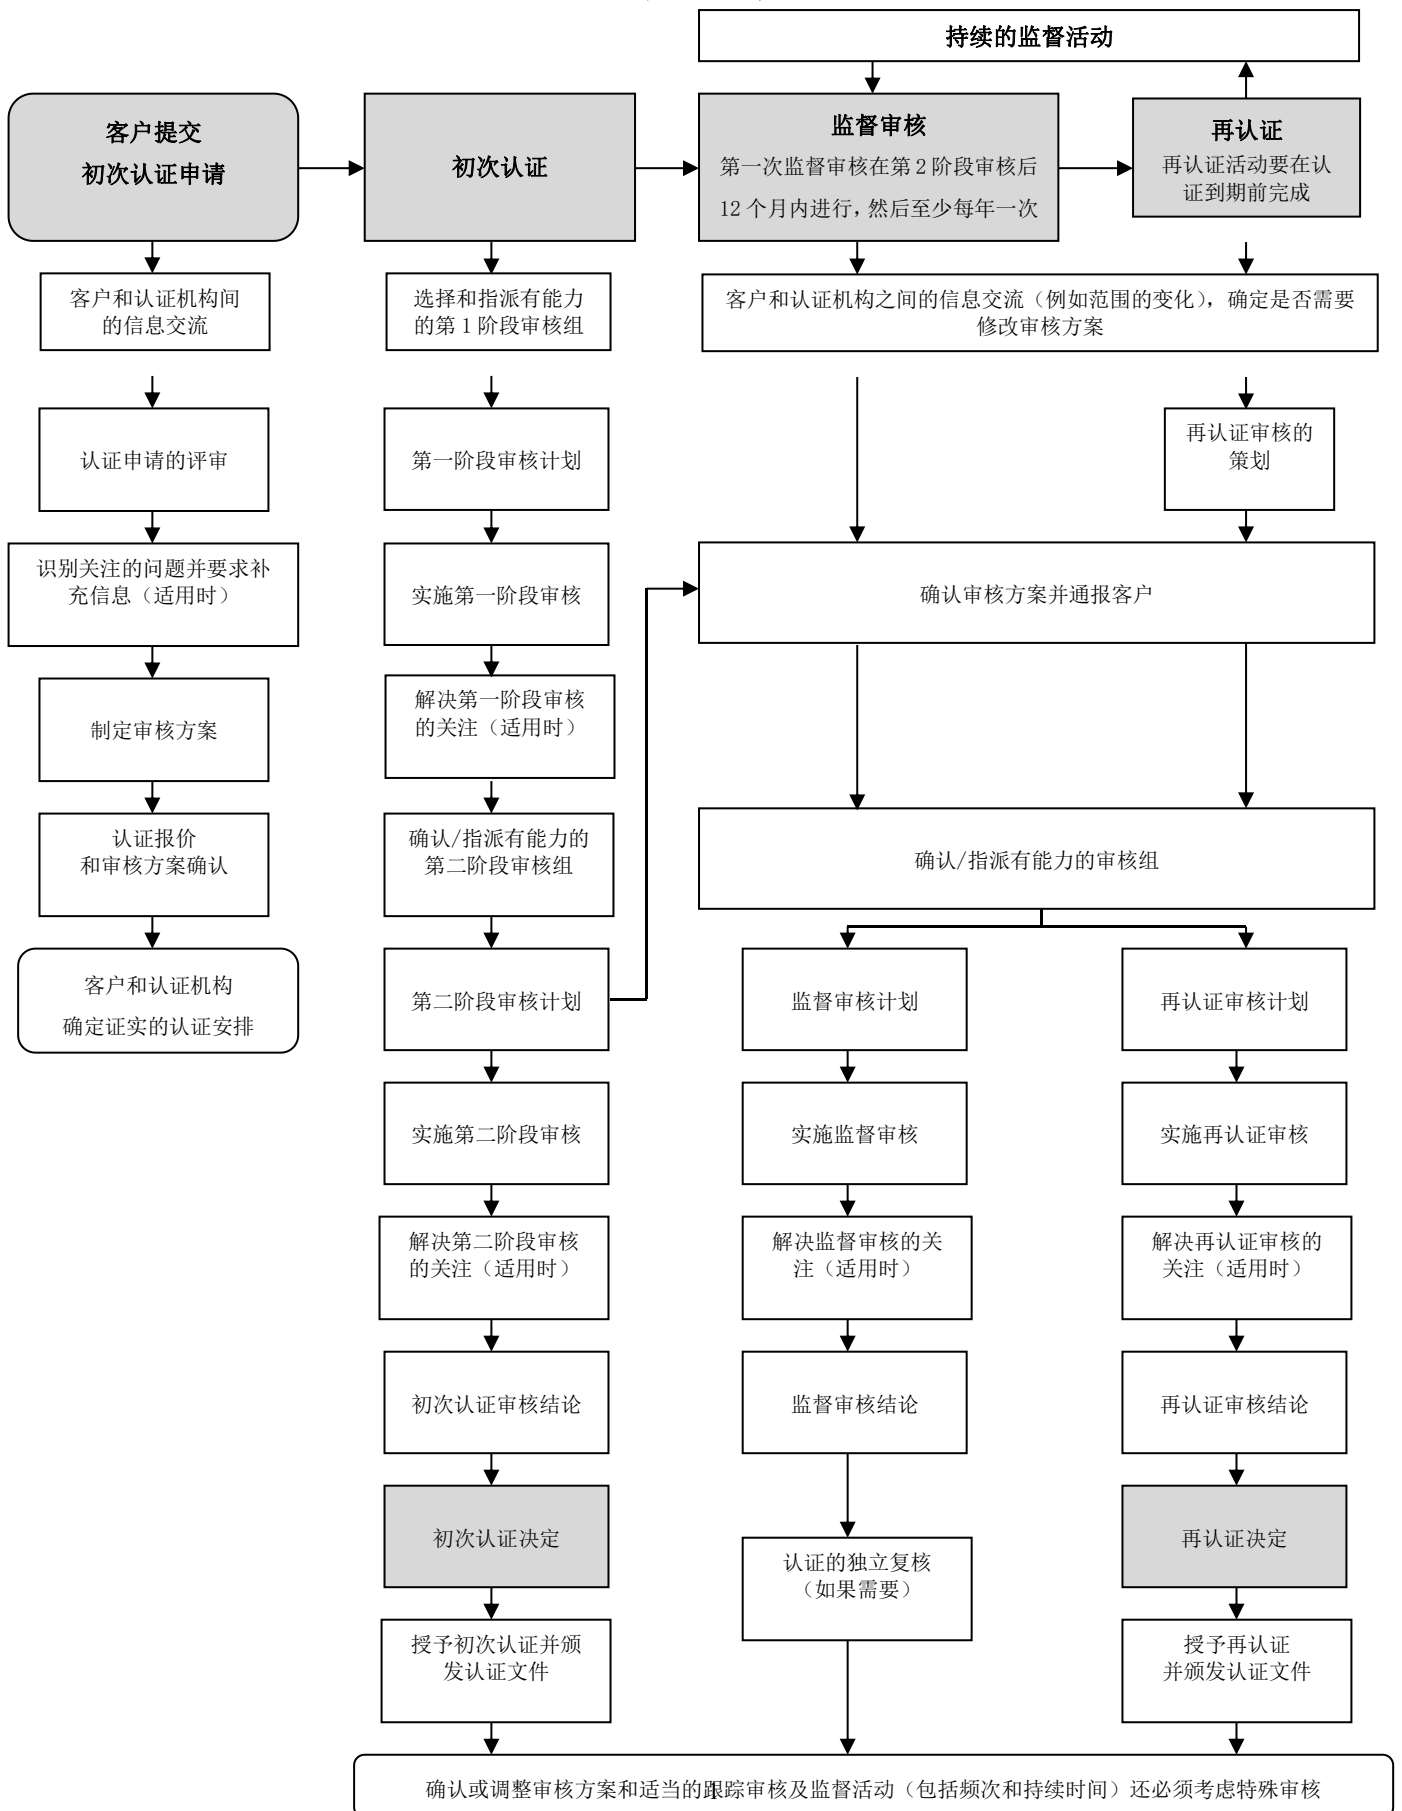 持续的监督活动
客户提交
初次认证申请
初次认证
监督审核
第一次监督审核在第2阶段审核后
12个月内进行,然后至少每年一次
再认证
再认证活动要在认
证到期前完成
客户和认证机构间
的信息交流
认证申请的评审
识别关注的问题并要求补
充信息（适用时）
制定审核方案
认证报价
和审核方案确认
客户和认证机构
确定证实的认证安排
选择和指派有能力
的第1阶段审核组
第一阶段审核计划
实施第一阶段审核
解决第一阶段审核
的关注（适用时）
确认/指派有能力的
第二阶段审核组
第二阶段审核计划
实施第二阶段审核
解决第二阶段审核
的关注（适用时）
初次认证审核结论
初次认证决定
授予初次认证并颁
发认证文件
客户和认证机构之间的信息交流（例如范围的变化），确定是否需要
修改审核方案
再认证审核的
策划
确认审核方案并通报客户
确认/指派有能力的审核组
监督审核计划
实施监督审核
解决监督审核的关
注（适用时）
监督审核结论
认证的独立复核
（如果需要）
再认证审核计划
实施再认证审核
解决再认证审核的
关注（适用时）
再认证审核结论
再认证决定
授予再认证
并颁发认证文件
确认或调整审核方案和适当的跟踪审核及监督活动（包括频次和持续时间）还必须考虑特殊审核